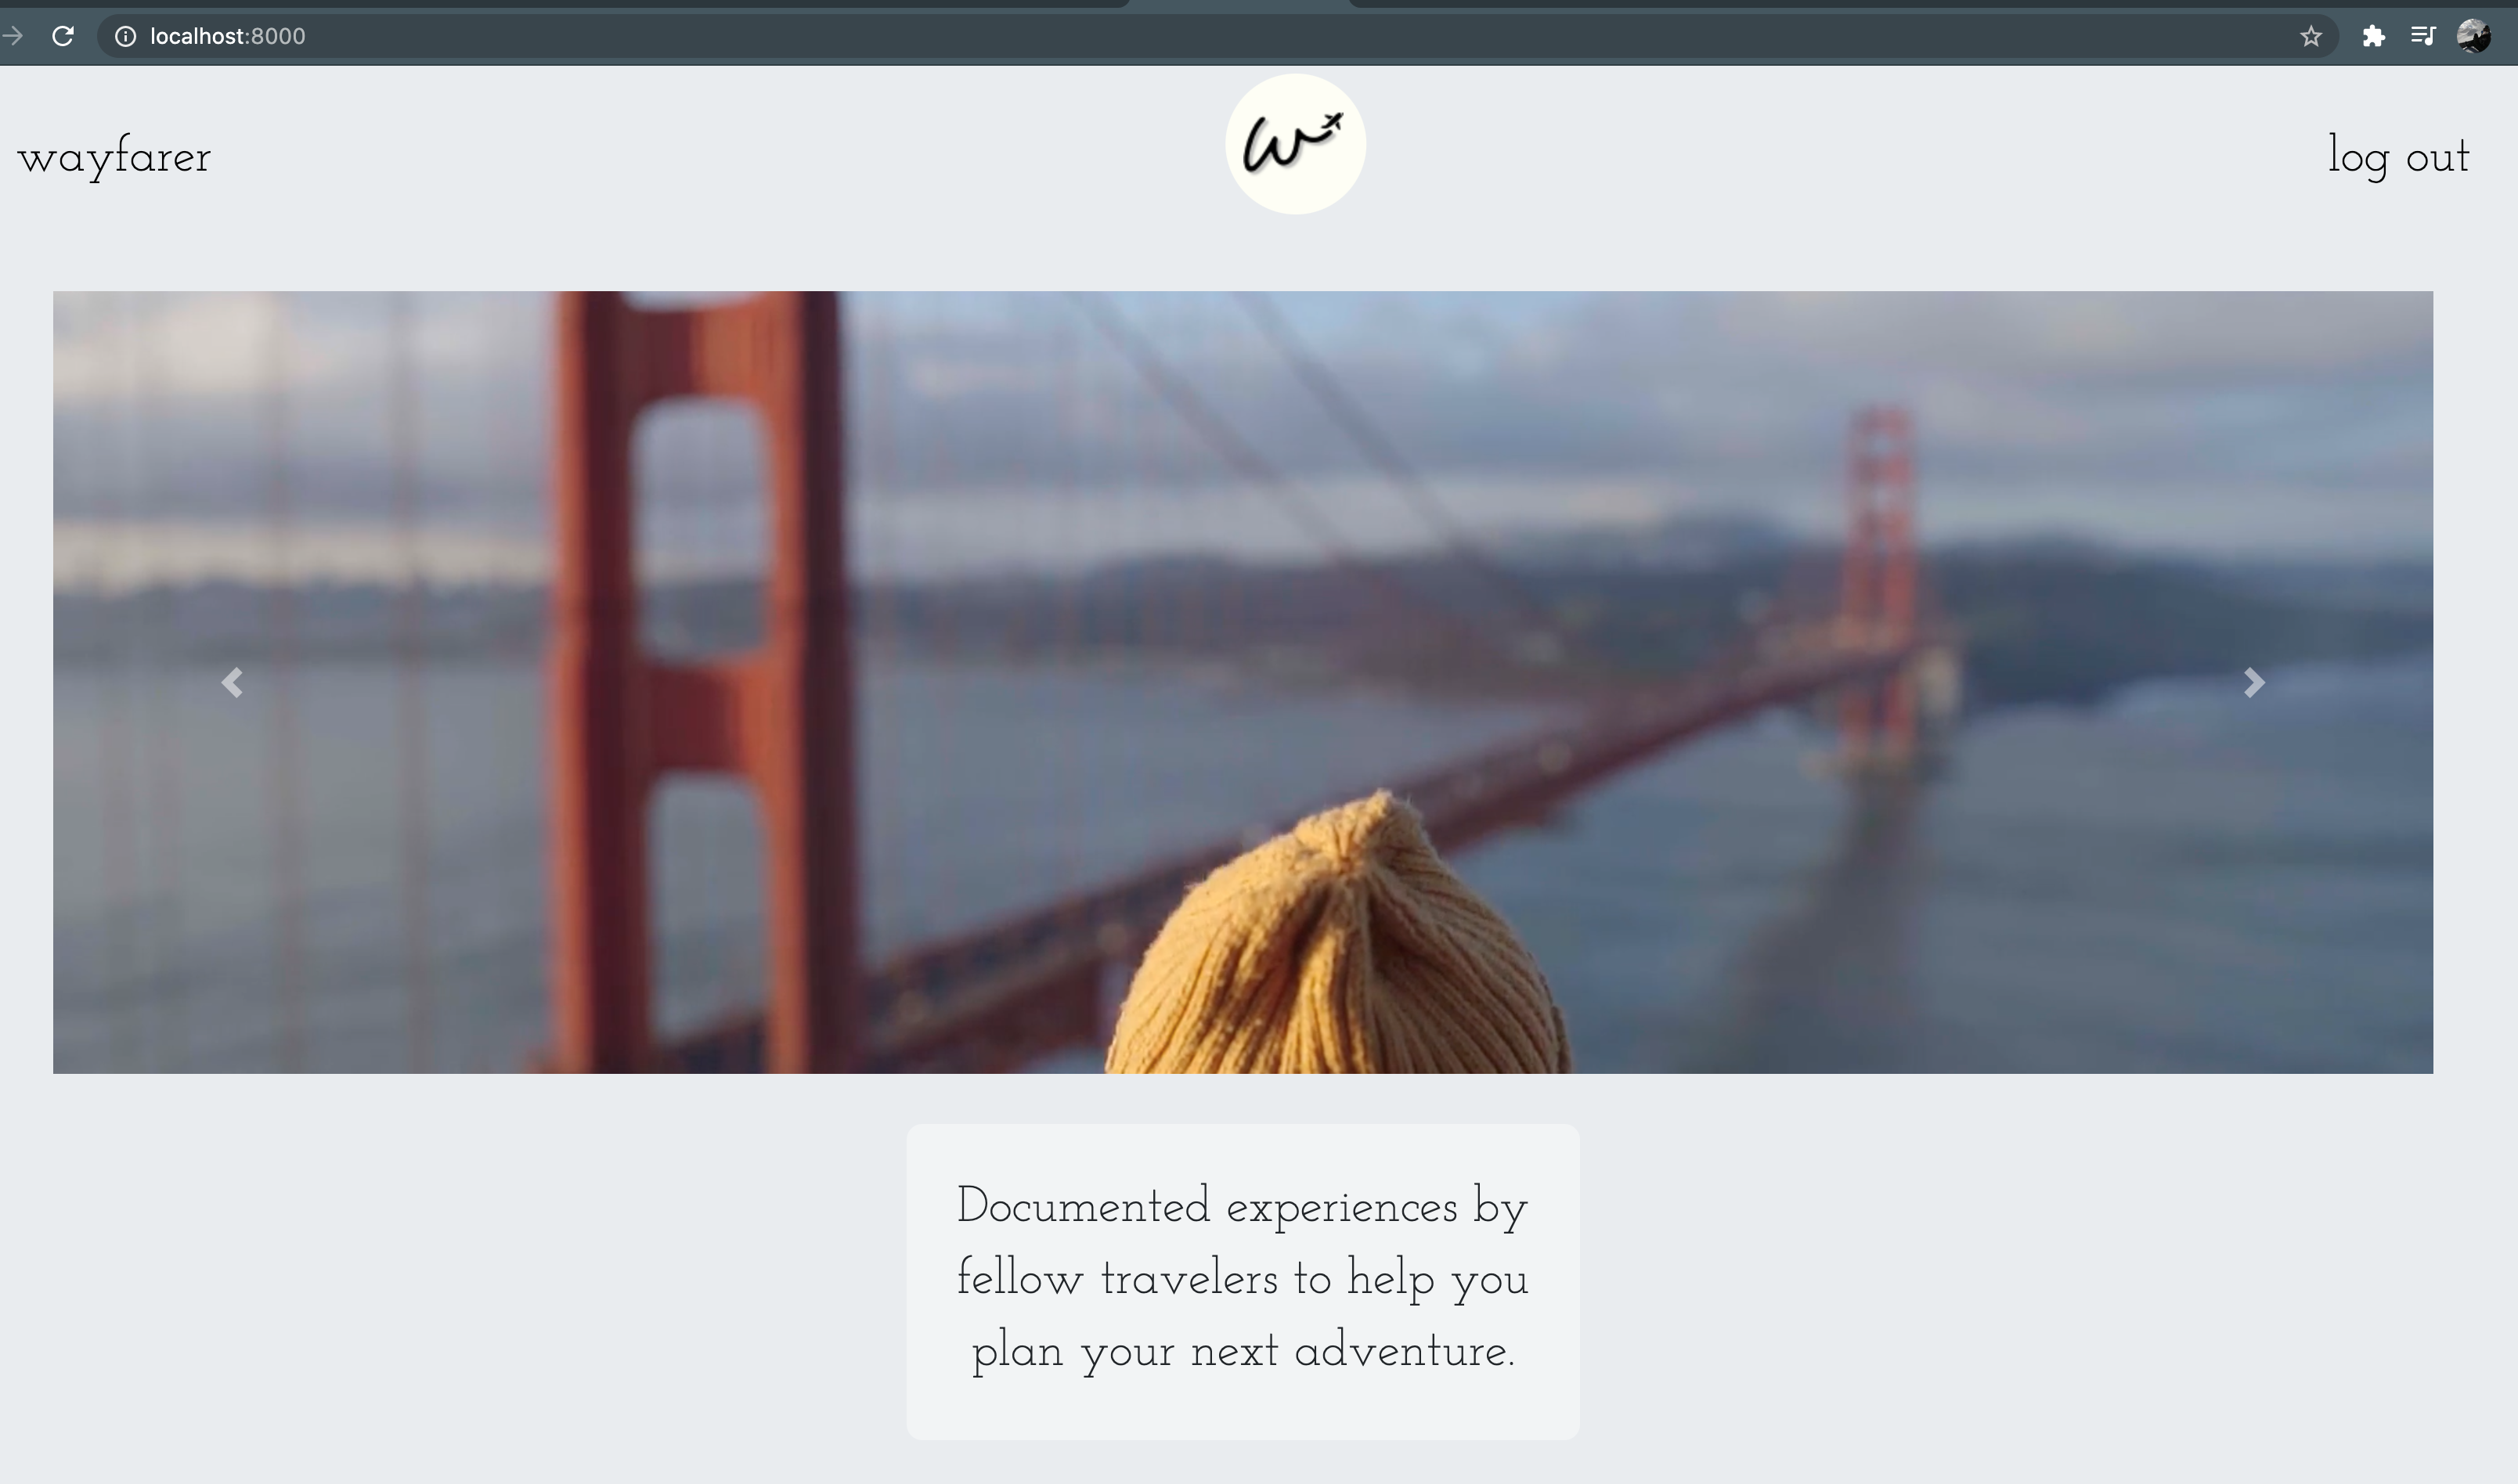 localhost:8000
wayfarer
w
log out
Documented experiences by
fellow travelers to help you
plan your next adventure.